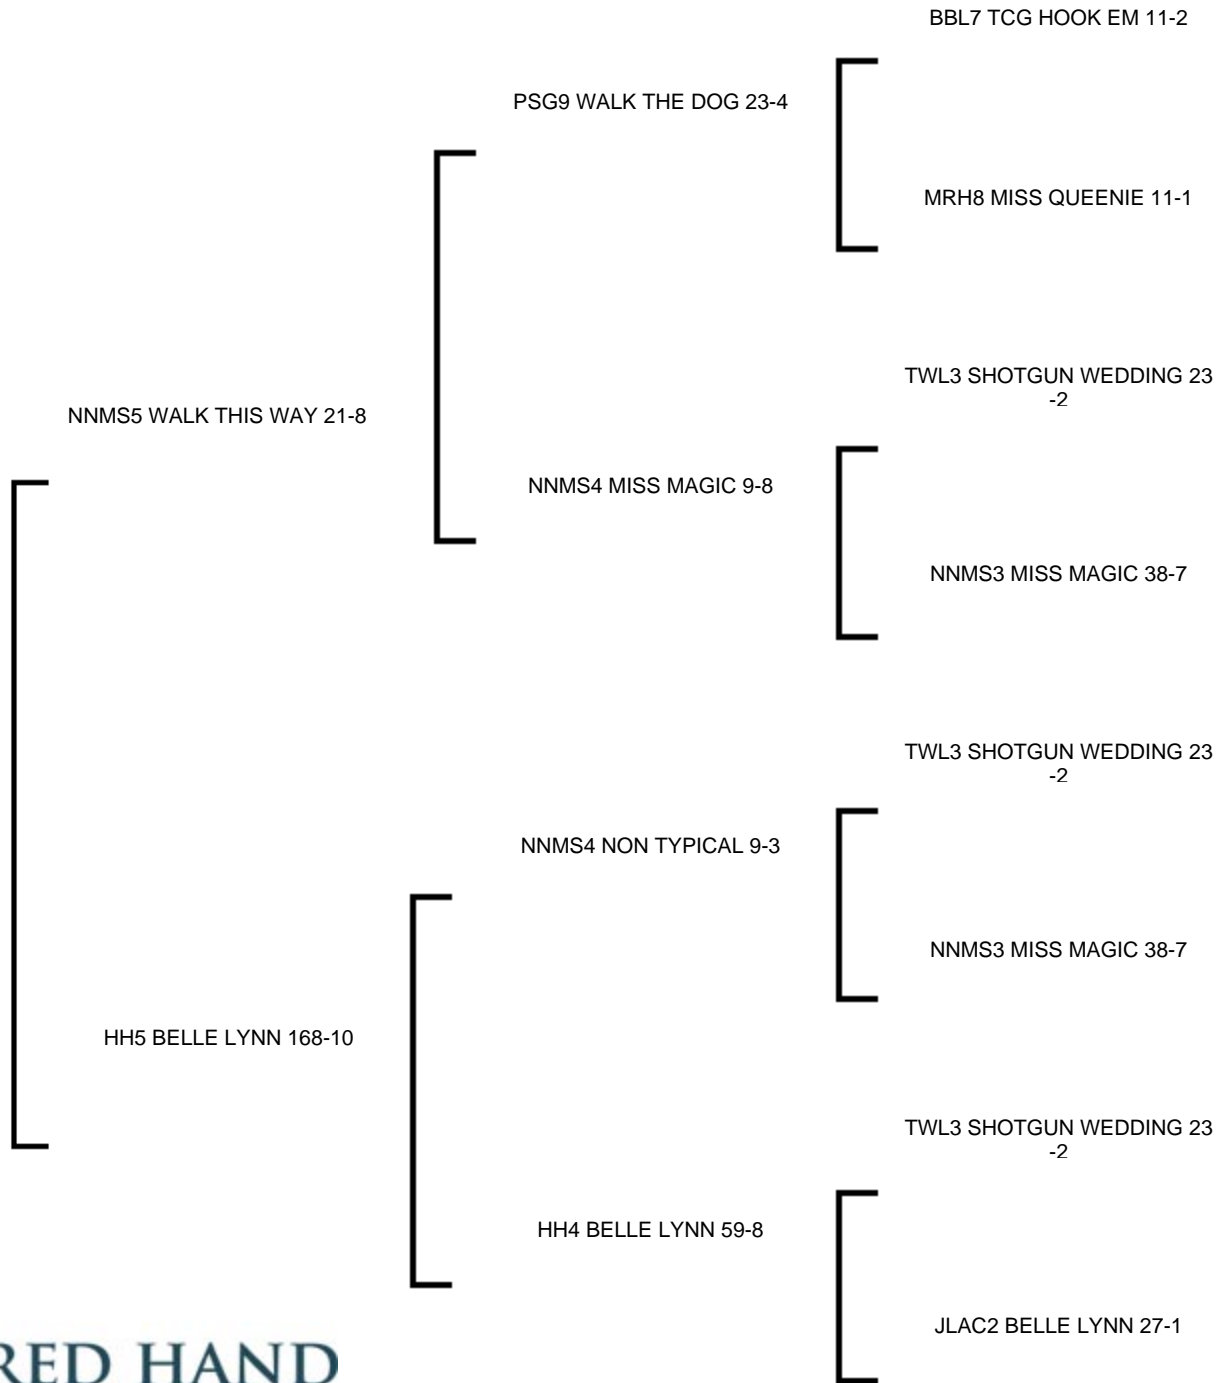 BBL7 TCG HOOK EM 11-2
PSG9 WALK THE DOG 23-4
MRH8 MISS QUEENIE 11-1
TWL3 SHOTGUN WEDDING 23
-2
NNMS5 WALK THIS WAY 21-8
NNMS4 MISS MAGIC 9-8
NNMS3 MISS MAGIC 38-7
TWL3 SHOTGUN WEDDING 23
-2
NNMS4 NON TYPICAL 9-3
NNMS3 MISS MAGIC 38-7
HH5 BELLE LYNN 168-10
TWL3 SHOTGUN WEDDING 23
-2
HH4 BELLE LYNN 59-8
JLAC2 BELLE LYNN 27-1
RED HAND